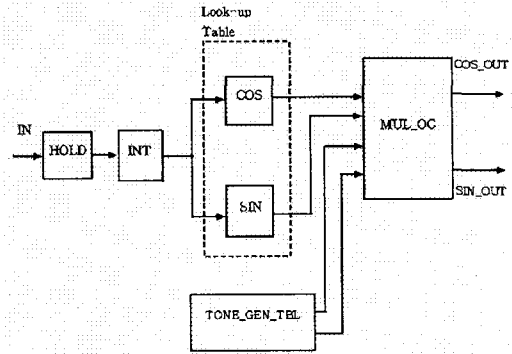 Look-up
Table
COS
COS_OUT
MUL_OC
IN
HOLD
INT
SIN
SIN_OUT
TONE_GEN_TBL